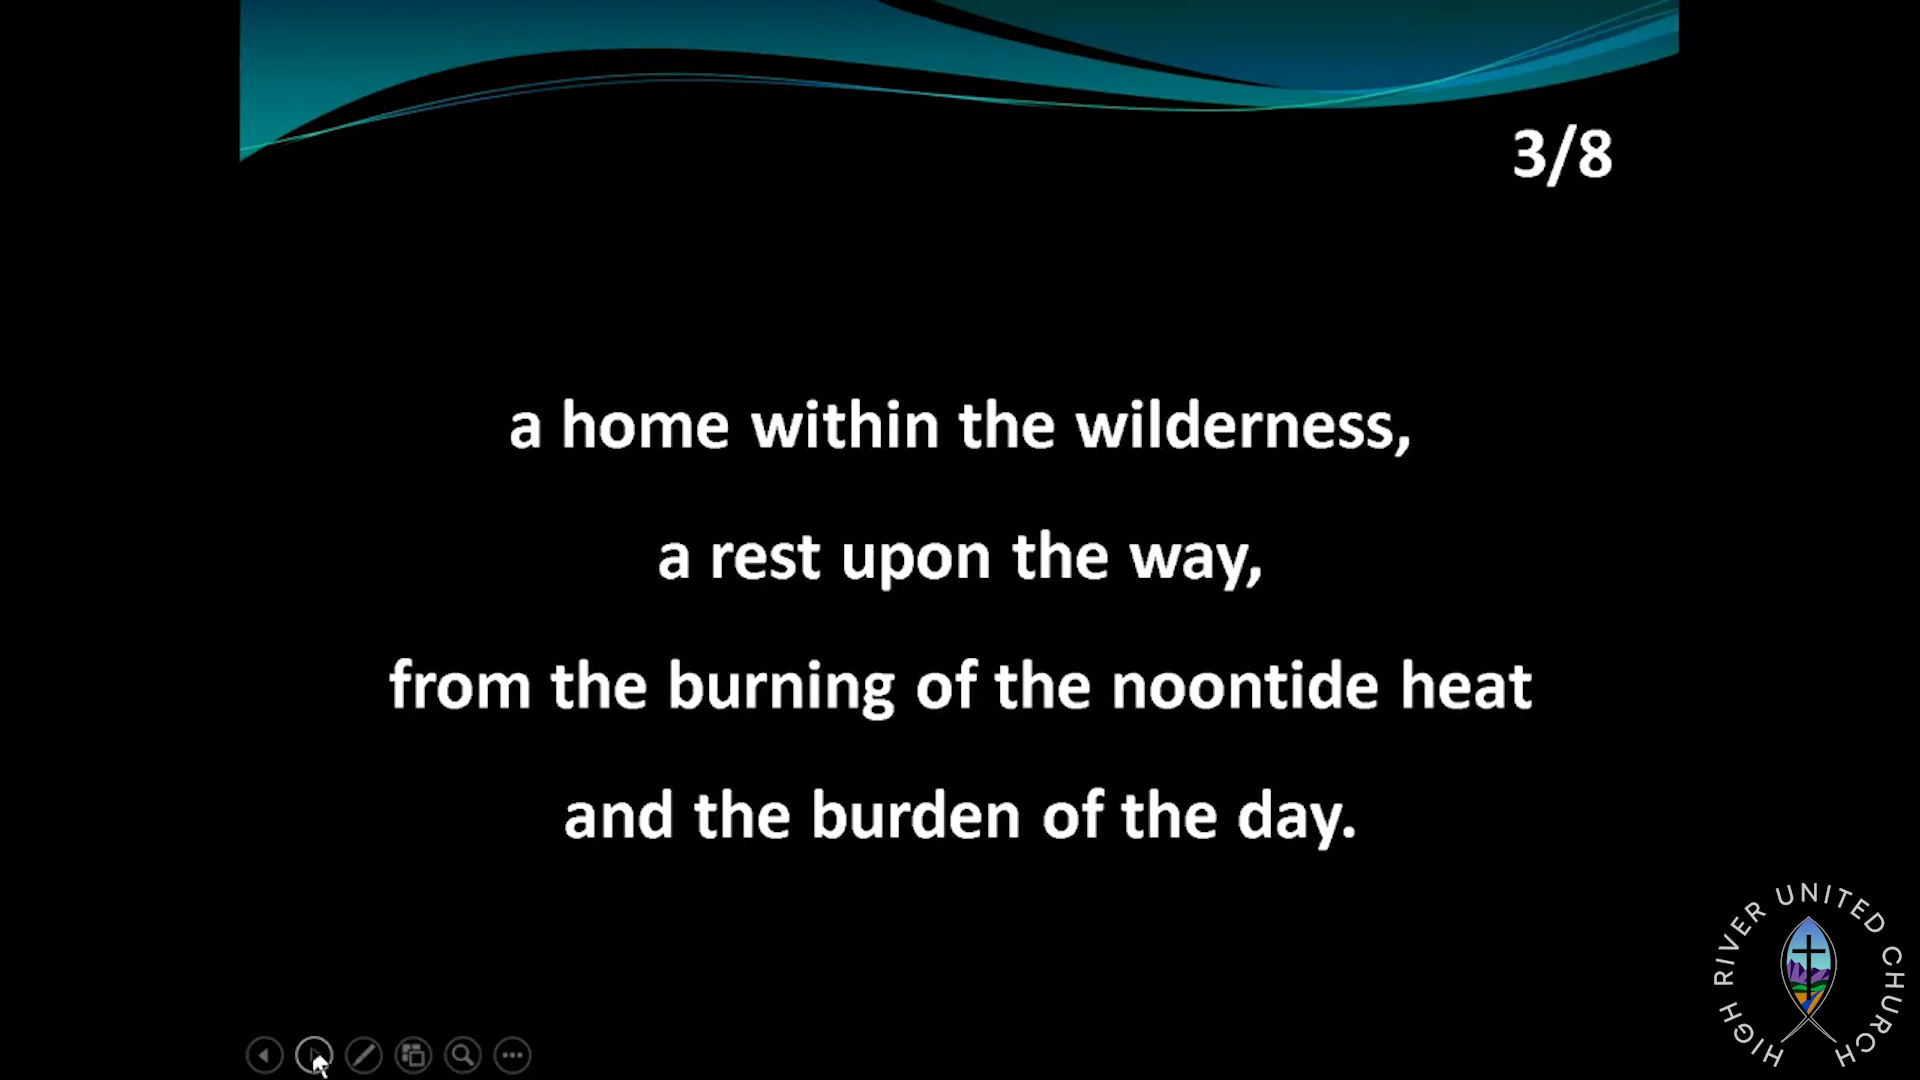 3/8
a home within the wilderness,
a rest upon the way,
from the burning of the noontide heat
and the burden of the day.
HIGH RIVER UNITED CHURCH